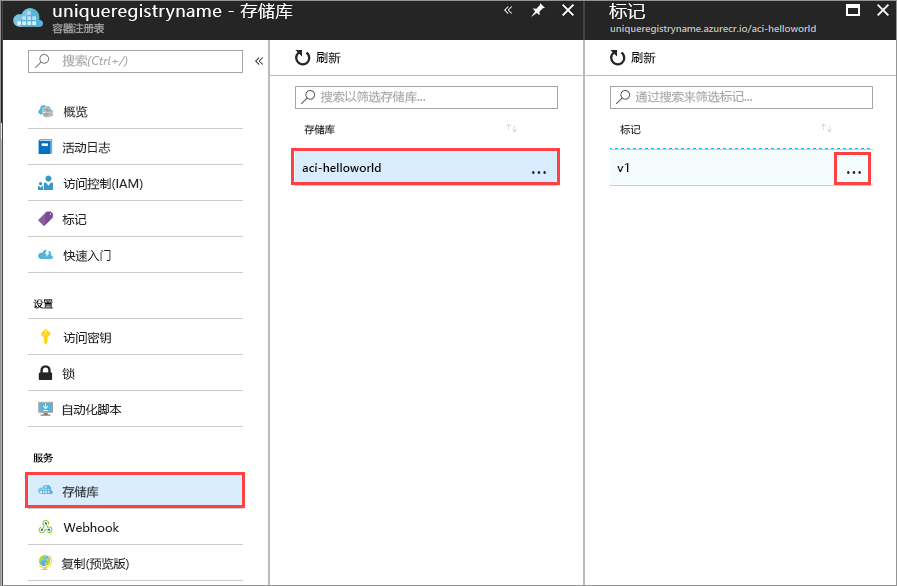 uniqueregistryname - 存储库
容器注册表
搜索(Ctrl+/)
概览
活动日志
访问控制(IAM)
标记
快速入门
设置
访问密钥
锁
自动化脚本
服务
存储库
Webhook
复制(预览版)
刷新
搜索以筛选存储库...
存储库
aci-helloworld
...
标记
uniqueregistryname.azurecr.io/aci-helloworld
刷新
通过搜索来筛选标记...
标记
v1
...